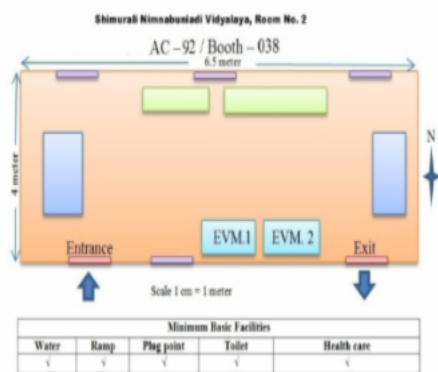 Shimurali Nimnabuniadi Vidyalaya, Room No. 2
AC – 92 / Booth – 038
6.5 meter
4 meter
N
EVM.1 EVM. 2
Entrance Exit
Scale 1 cm = 1 meter
Minimum Basic Facilities
Water Ramp Plug point Toilet Health care
√ √ √ √ √